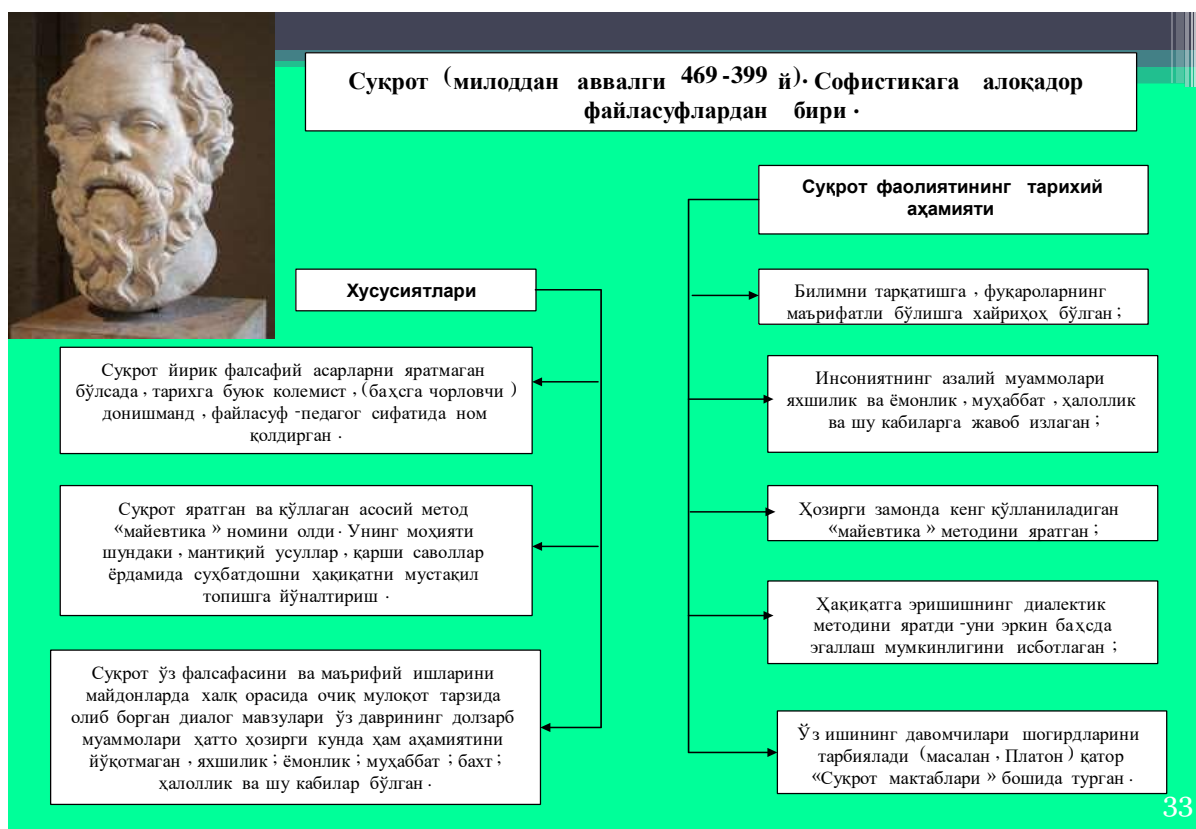 Суқрот (милоддан аввалги 469-399 й). Софистикага алоқадор
файласуфлардан бири.
Хусусиятлари
Суқрот йирик фалсафий асарларни яратмаган
бўлсада, тарихга буюк колемист, (баҳсга чорловчи)
донишманд, файласуф-педагог сифатида ном
қолдирган.
Суқрот яратган ва қўллаган асосий метод
«майевтика» номини олди. Унинг моҳияти
шундаки, мантиқий усуллар, қарши саволлар
ёрдамида суҳбатдошни ҳақиқатни мустақил
топишга йўналтириш.
Суқрот ўз фалсафасини ва маърифий ишларини
майдонларда халқ орасида очиқ мулоқот тарзида
олиб борган диалог мавзулари ўз даврининг долзарб
муаммолари ҳатто ҳозирги кунда ҳам аҳамиятини
йўқотмаган, яхшилик; ёмонлик; муҳаббат; бахт;
ҳалоллик ва шу кабилар бўлган.
Суқрот фаолиятининг тарихий
аҳамияти
Билимни тарқатишга, фуқароларнинг
маърифатли бўлишга хайриҳоҳ бўлган;
Инсониятнинг азалий муаммолари
яхшилик ва ёмонлик, муҳаббат, ҳалоллик
ва шу кабиларга жавоб излаган;
Ҳозирги замонда кенг қўлланиладиган
«майевтика» методини яратган;
Ҳақиқатга эришишнинг диалектик
методини яратди-уни эркин баҳсда
эгаллаш мумкинлигини исботлаган;
Ўз ишининг давомчилари шогирдларини
тарбиялади (масалан, Платон) қатор
«Суқрот мактаблари» бошида турган.
33